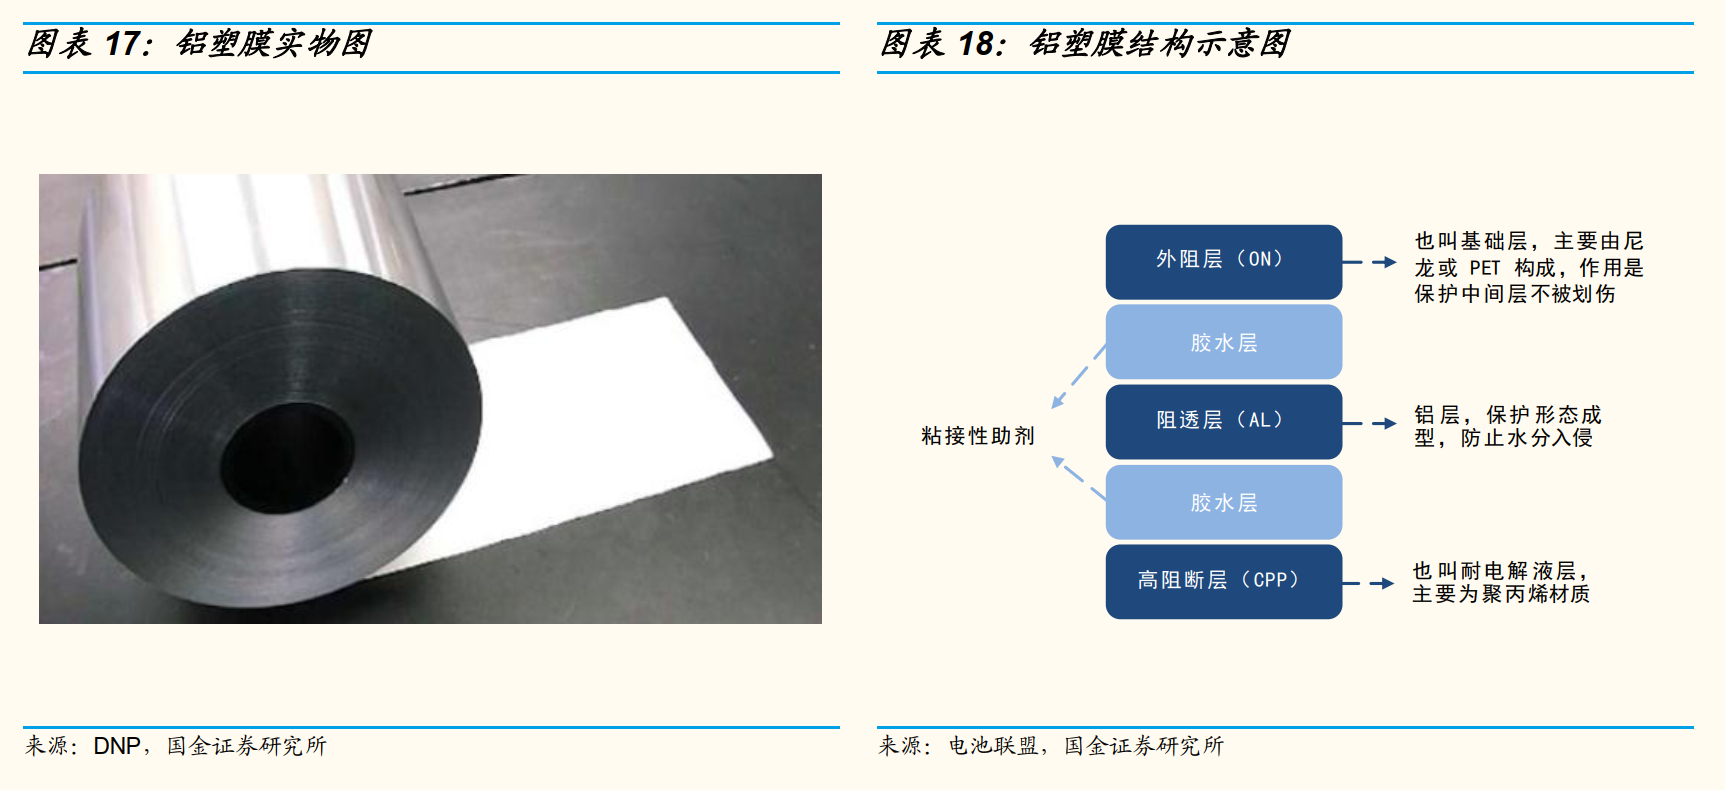 图表 17：铝塑膜实物图
图表 18：铝塑膜结构示意图
外阻层（ON）
也叫基础层，主要由尼
龙或 PET 构成，作用是
保护中间层不被划伤
胶水层
粘接性助剂
阻透层（AL）
铝层，保护形态成
型，防止水分入侵
胶水层
高阻断层（CPP）
也叫耐电解液层，
主要为聚丙烯材质
来源：DNP，国金证券研究所
来源：电池联盟，国金证券研究所